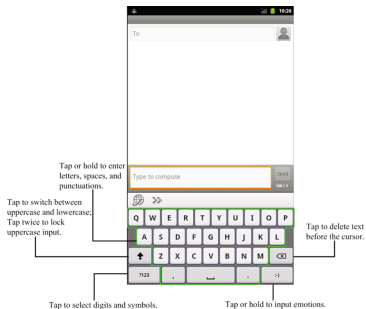 10:26
To
Tap or hold to enter
letters, spaces, and
punctuations.
Type to compose
Send
160 / 1
Tap to switch between
uppercase and lowercase;
Tap twice to lock
uppercase input.
Q W E R T Y U I O P
A S D F G H J K L
Z X C V B N M
?123 , . :-)
Tap to delete text
before the cursor.
Tap to select digits and symbols.
Tap or hold to input emotions.